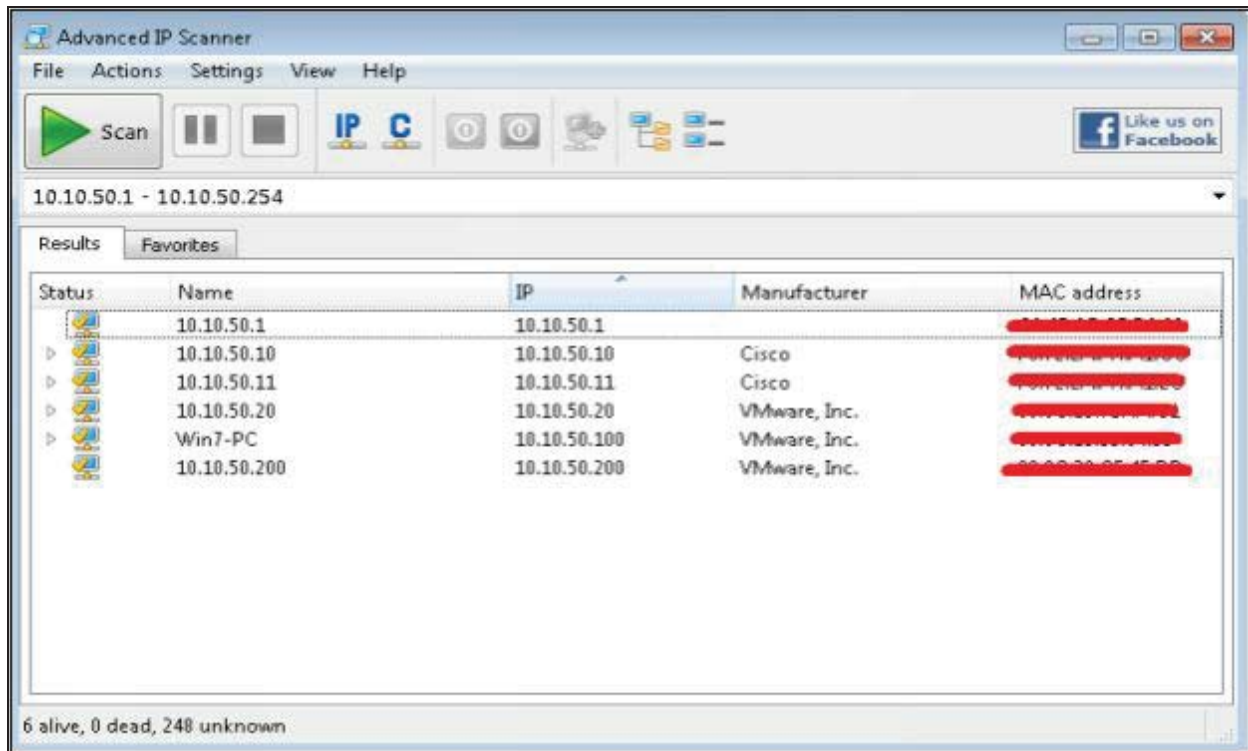 Advanced IP Scanner
File Actions Settings View Help
Scan
IP C
Like us on
Facebook
10.10.50.1 - 10.10.50.254
Results Favorites
Status Name IP Manufacturer MAC address
10.10.50.1 10.10.50.1
10.10.50.10 10.10.50.10 Cisco
10.10.50.11 10.10.50.11 Cisco
10.10.50.20 10.10.50.20 VMware, Inc.
Win7-PC 10.10.50.100 VMware, Inc.
10.10.50.200 10.10.50.200 VMware, Inc.
6 alive, 0 dead, 248 unknown